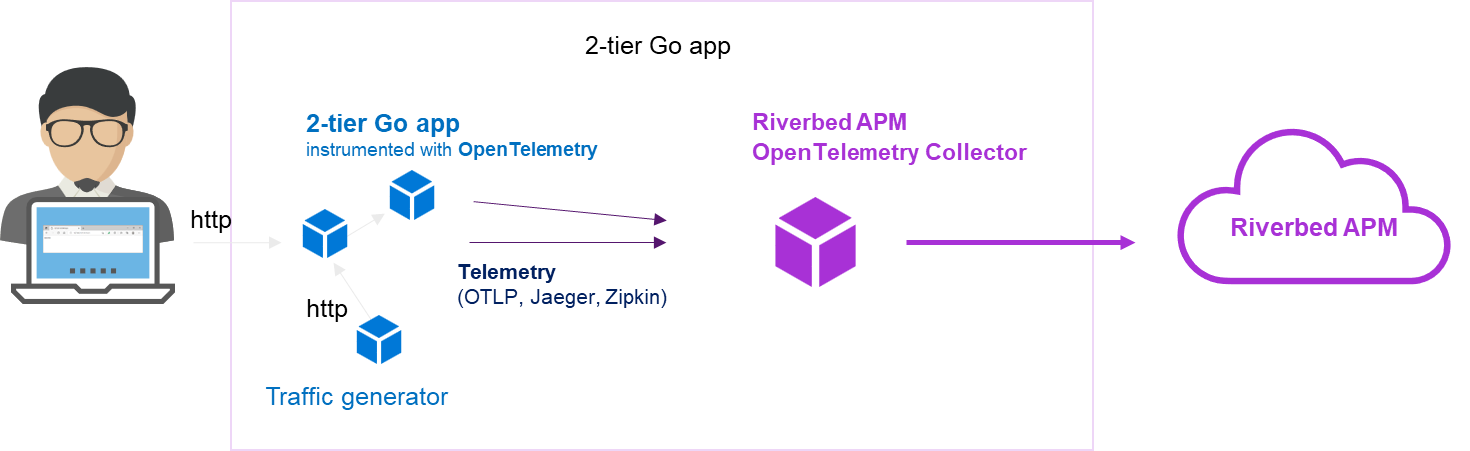 2-tier Go app
2-tier Go app
instrumented with OpenTelemetry
Riverbed APM
OpenTelemetry Collector
http
Riverbed APM
Telemetry
(OTLP, Jaeger, Zipkin)
http
Traffic generator